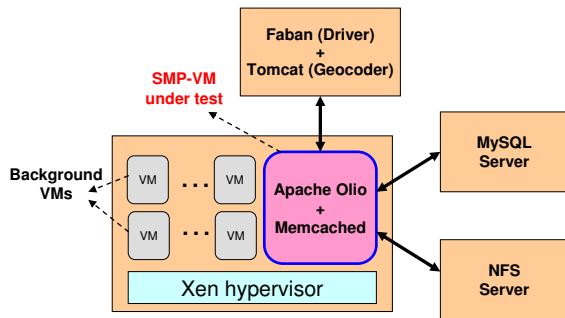 Faban (Driver)
+
Tomcat (Geocoder)
SMP-VM
under test
MySQL
Server
Background
VMs
VM
...
VM
VM
...
VM
Apache Olio
+
Memcached
NFS
Server
Xen hypervisor